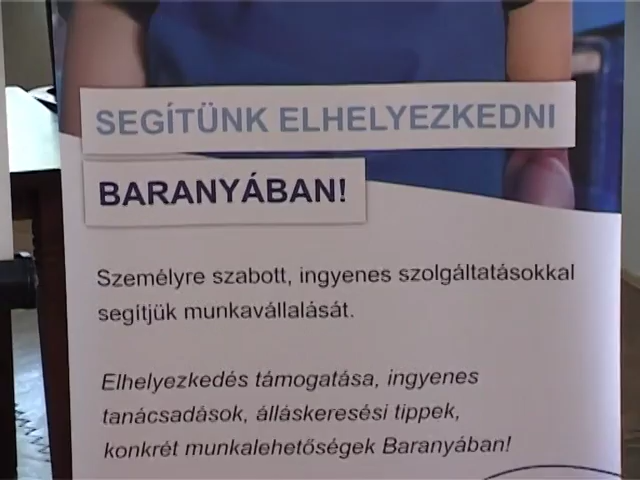 SEGÍTÜNK ELHELYEZKEDNI
BARANYÁBAN!
Személyre szabott, ingyenes szolgáltatásokkal
segítjük munkavállalását.
Elhelyezkedés támogatása, ingyenes
tanácsadások, álláskeresési tippek,
konkrét munkalehetőségek Baranyában!